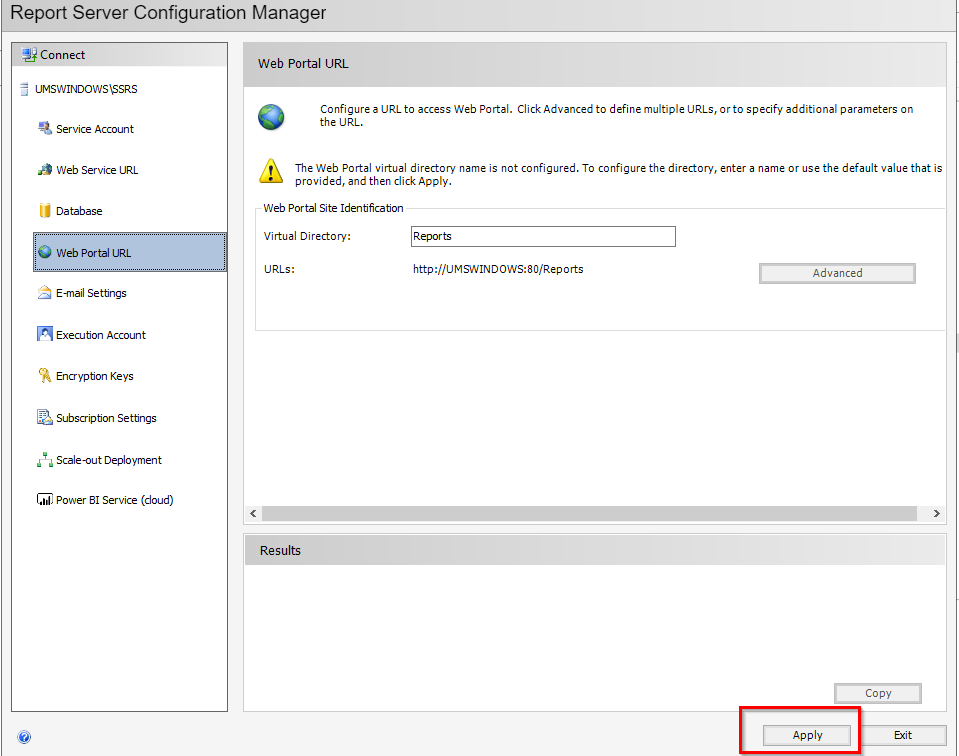 Report Server Configuration Manager
Connect
UMSWINDOWS\SSRS
Service Account
Web Service URL
Database
Web Portal URL
E-mail Settings
Execution Account
Encryption Keys
Subscription Settings
Scale-out Deployment
Power BI Service (cloud)
Web Portal URL
Configure a URL to access Web Portal.  Click Advanced to define multiple URLs, or to specify additional parameters on
the URL.
The Web Portal virtual directory name is not configured. To configure the directory, enter a name or use the default value that is
provided, and then click Apply.
Web Portal Site Identification
Virtual Directory: Reports
URLs: http://UMSWINDOWS:80/Reports
Advanced
Results
Copy
Apply Exit